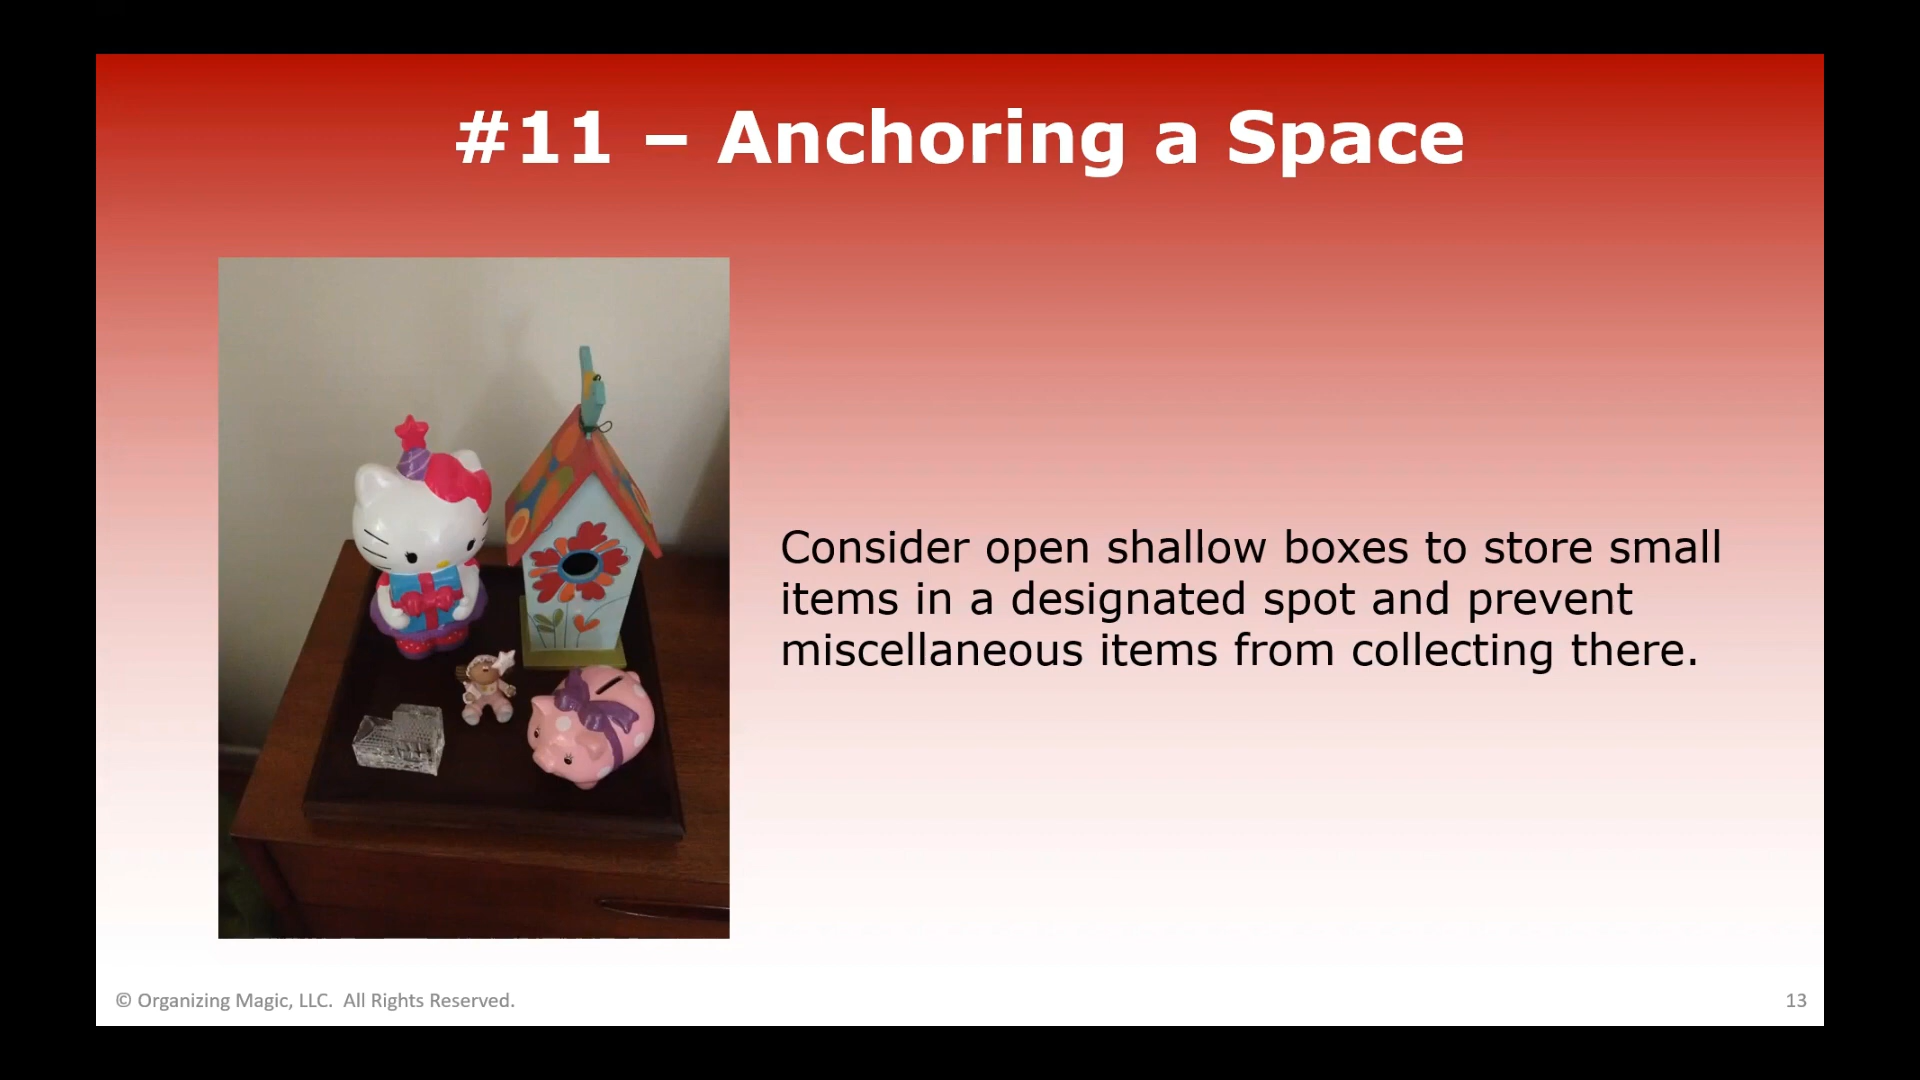 #11 – Anchoring a Space
Consider open shallow boxes to store small
items in a designated spot and prevent
miscellaneous items from collecting there.
© Organizing Magic, LLC.  All Rights Reserved.
13